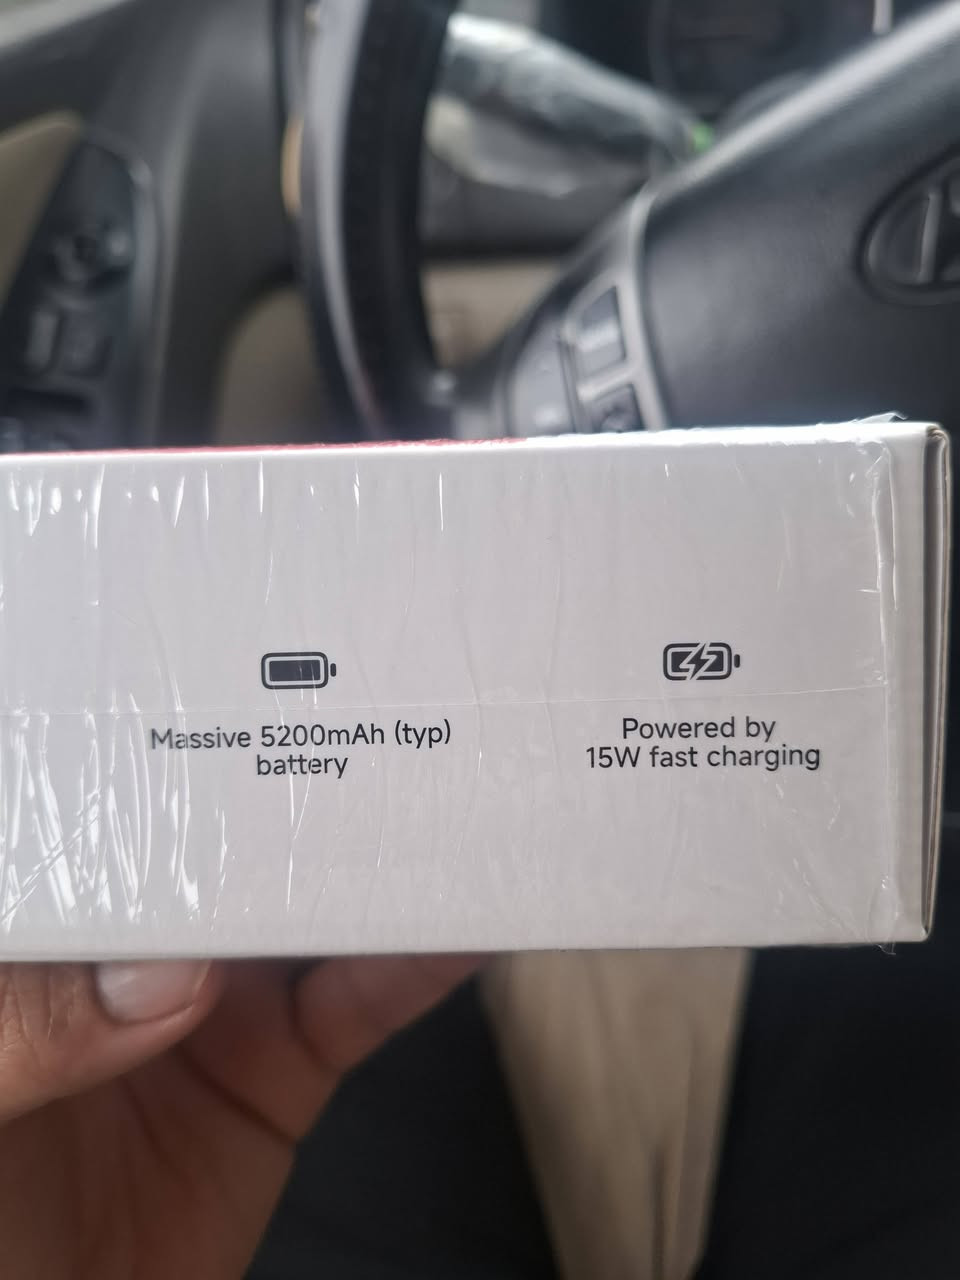 Massive 5200mAh (typ)
battery
Powered by
15W fast charging